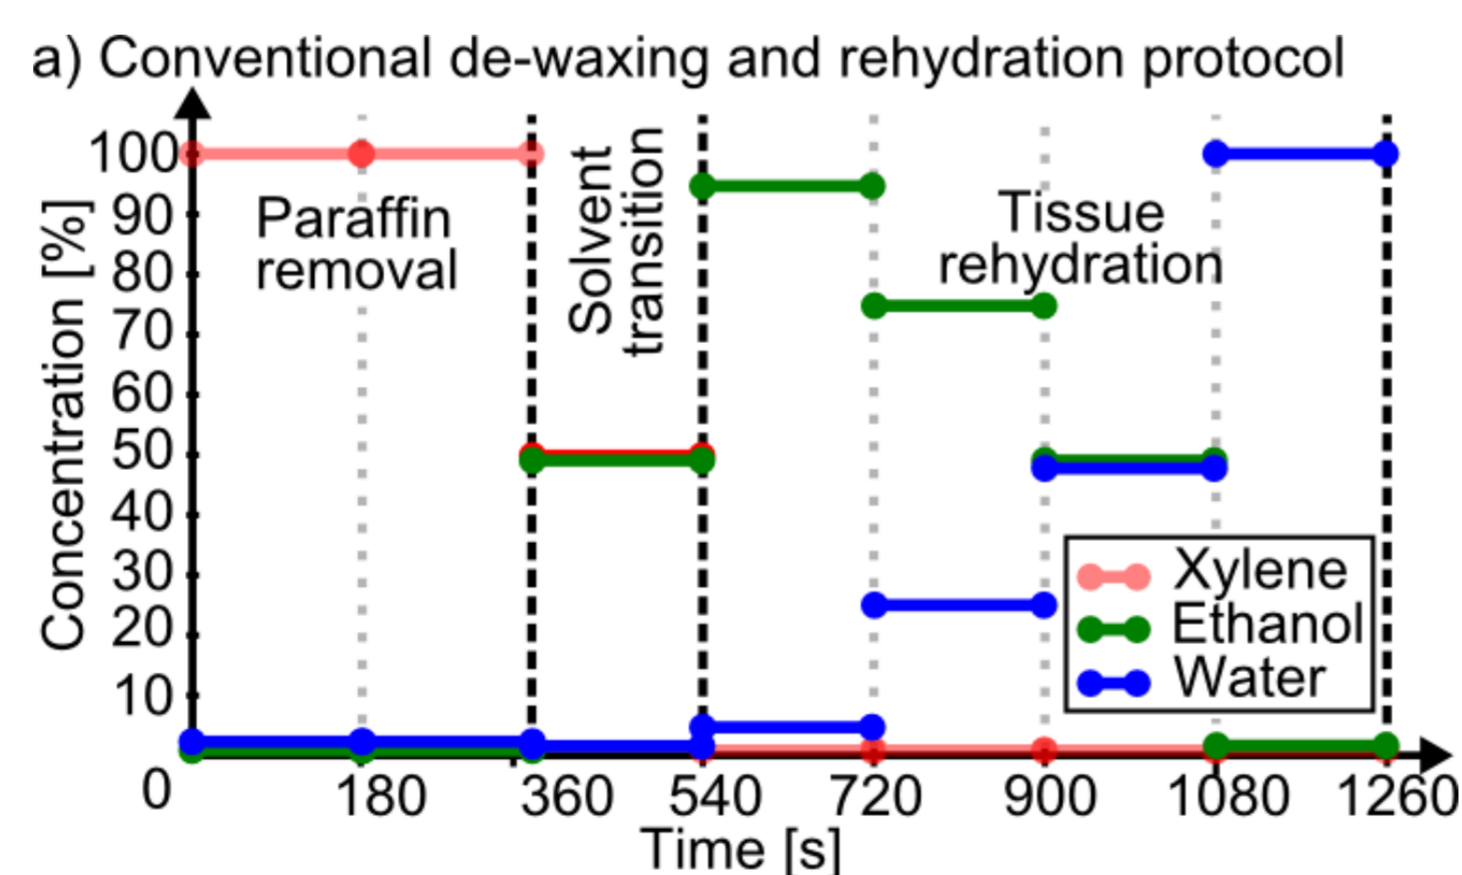 a) Conventional de-waxing and rehydration protocol
Concentration [%]
100
90
80
70
60
50
40
30
20
10
0
Paraffin
removal
Solvent
transition
Tissue
rehydration
Xylene
Ethanol
Water
180 360 540 720 900 1080 1260
Time [s]